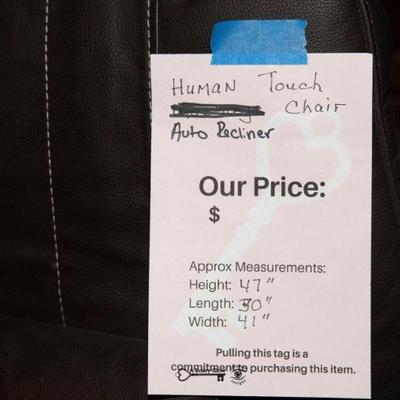 HUMAN Touch
Chair
Auto Recliner
Our Price:
$
Approx Measurements:
Height: 47"
Length: 30"
Width: 41"
Pulling this tag is a
commitment to purchasing this item.